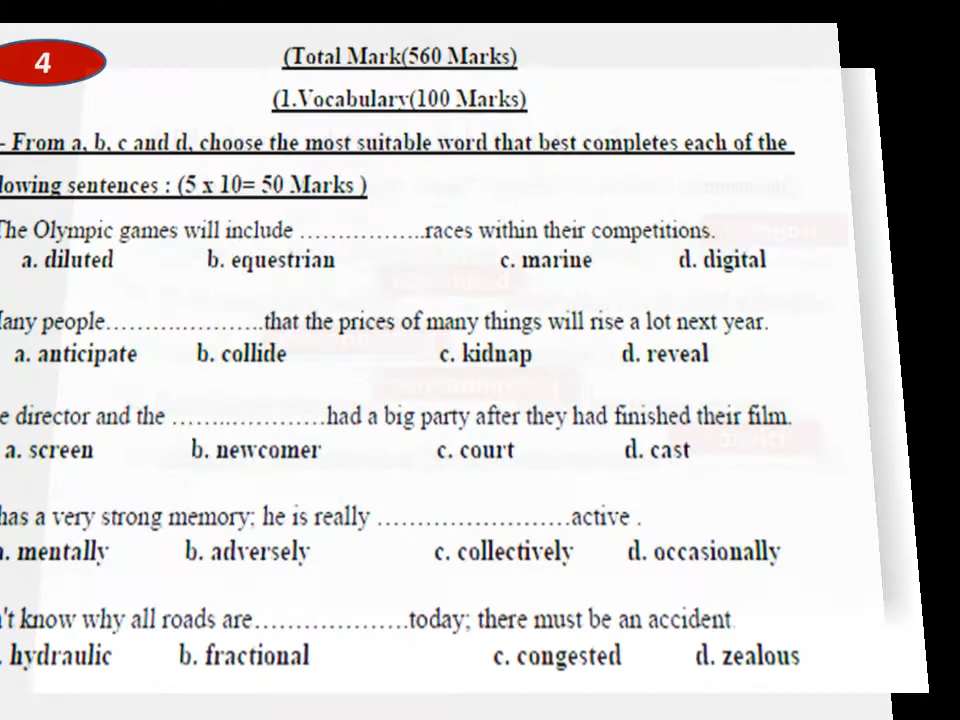 4
(Total Mark(560 Marks)
(1.Vocabulary(100 Marks)
- From a, b, c and d, choose the most suitable word that best completes each of the
lowing sentences : (5 x 10= 50 Marks )
The Olympic games will include ……………..races within their competitions.
a. diluted b. equestrian c. marine d. digital
any people…………………..that the prices of many things will rise a lot next year.
a. anticipate b. collide c. kidnap d. reveal
e director and the ……..…………had a big party after they had finished their film.
a. screen b. newcomer c. court d. cast
has a very strong memory; he is really ……………………active .
. mentally b. adversely c. collectively d. occasionally
't know why all roads are………………..today; there must be an accident.
. hydraulic b. fractional c. congested d. zealous